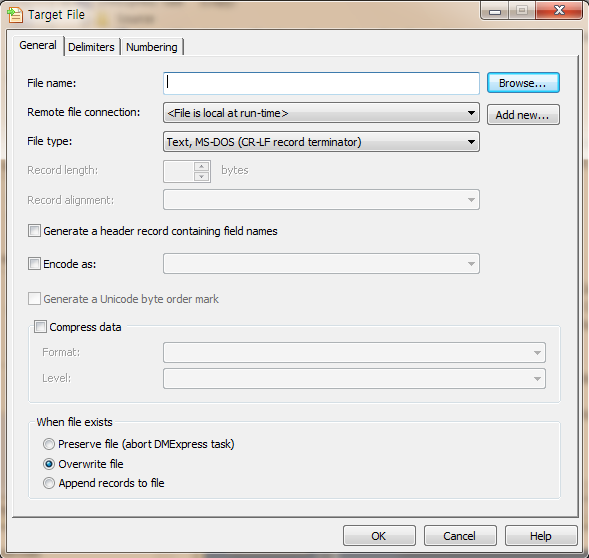 Target File
General Delimiters Numbering
File name: Browse...
Remote file connection: <File is local at run-time> Add new...
File type: Text, MS-DOS (CR-LF record terminator)
Record length: bytes
Record alignment:
Generate a header record containing field names
Encode as:
Generate a Unicode byte order mark
Compress data
Format:
Level:
When file exists
Preserve file (abort DMExpress task)
Overwrite file
Append records to file
OK Cancel Help